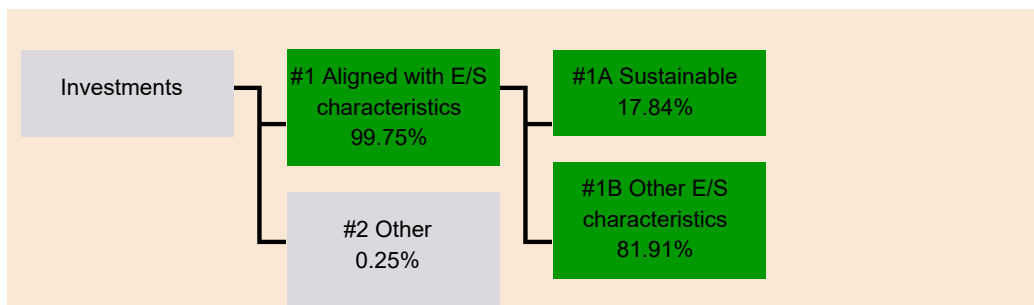 Investments
#1 Aligned with E/S
characteristics
99.75%
#2 Other
0.25%
#1A Sustainable
17.84%
#1B Other E/S
characteristics
81.91%